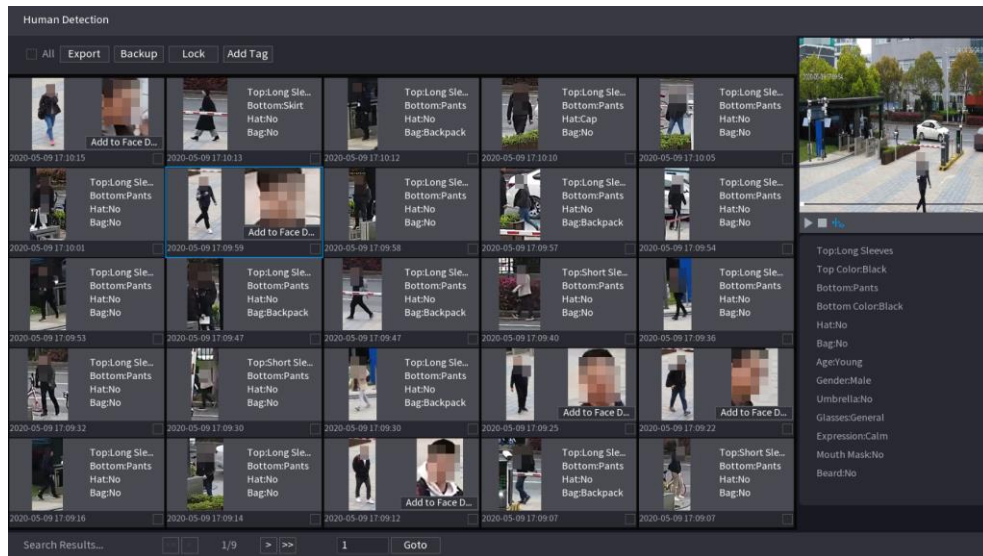 Human Detection
All Export Backup Lock Add Tag
Add to Face D...
2020-05-09 17:10:15
Top:Long Sle...
Bottom:Skirt
Hat:No
Bag:No
2020-05-09 17:10:13
Top:Long Sle...
Bottom:Pants
Hat:No
Bag:Backpack
2020-05-09 17:10:12
Top:Long Sle...
Bottom:Pants
Hat:Cap
Bag:No
2020-05-09 17:10:10
Top:Long Sle...
Bottom:Pants
Hat:No
Bag:No
2020-05-09 17:10:05
Top:Long Sle...
Bottom:Pants
Hat:No
Bag:No
2020-05-09 17:10:01
Add to Face D...
2020-05-09 17:09:59
Top:Long Sle...
Bottom:Pants
Hat:No
Bag:No
2020-05-09 17:09:58
Top:Long Sle...
Bottom:Pants
Hat:No
Bag:Backpack
2020-05-09 17:09:57
Top:Long Sle...
Bottom:Pants
Hat:No
Bag:No
2020-05-09 17:09:54
Top:Long Sle...
Bottom:Pants
Hat:No
Bag:No
2020-05-09 17:09:53
Top:Long Sle...
Bottom:Pants
Hat:No
Bag:Backpack
2020-05-09 17:09:47
Top:Long Sle...
Bottom:Pants
Hat:No
Bag:Backpack
2020-05-09 17:09:47
Top:Short Sle...
Bottom:Pants
Hat:No
Bag:No
2020-05-09 17:09:40
Top:Long Sle...
Bottom:Pants
Hat:No
Bag:No
2020-05-09 17:09:36
Top:Long Sle...
Bottom:Pants
Hat:No
Bag:No
2020-05-09 17:09:32
Top:Short Sle...
Bottom:Pants
Hat:No
Bag:No
2020-05-09 17:09:30
Top:Long Sle...
Bottom:Pants
Hat:No
Bag:Backpack
2020-05-09 17:09:30
Add to Face D...
2020-05-09 17:09:25
Add to Face D...
2020-05-09 17:09:22
Top:Long Sle...
Bottom:Pants
Hat:No
Bag:No
2020-05-09 17:09:16
Top:Long Sle...
Bottom:Pants
Hat:No
Bag:No
2020-05-09 17:09:14
Add to Face D...
2020-05-09 17:09:12
Top:Long Sle...
Bottom:Pants
Hat:No
Bag:Backpack
2020-05-09 17:09:07
Top:Short Sle...
Bottom:Pants
Hat:No
Bag:No
2020-05-09 17:09:07
Top:Long Sleeves
Top Color:Black
Bottom:Pants
Bottom Color:Black
Hat:No
Bag:No
Age:Young
Gender:Male
Umbrella:No
Glasses:General
Expression:Calm
Mouth Mask:No
Beard:No
Search Results... 1/9 > >> 1 Goto